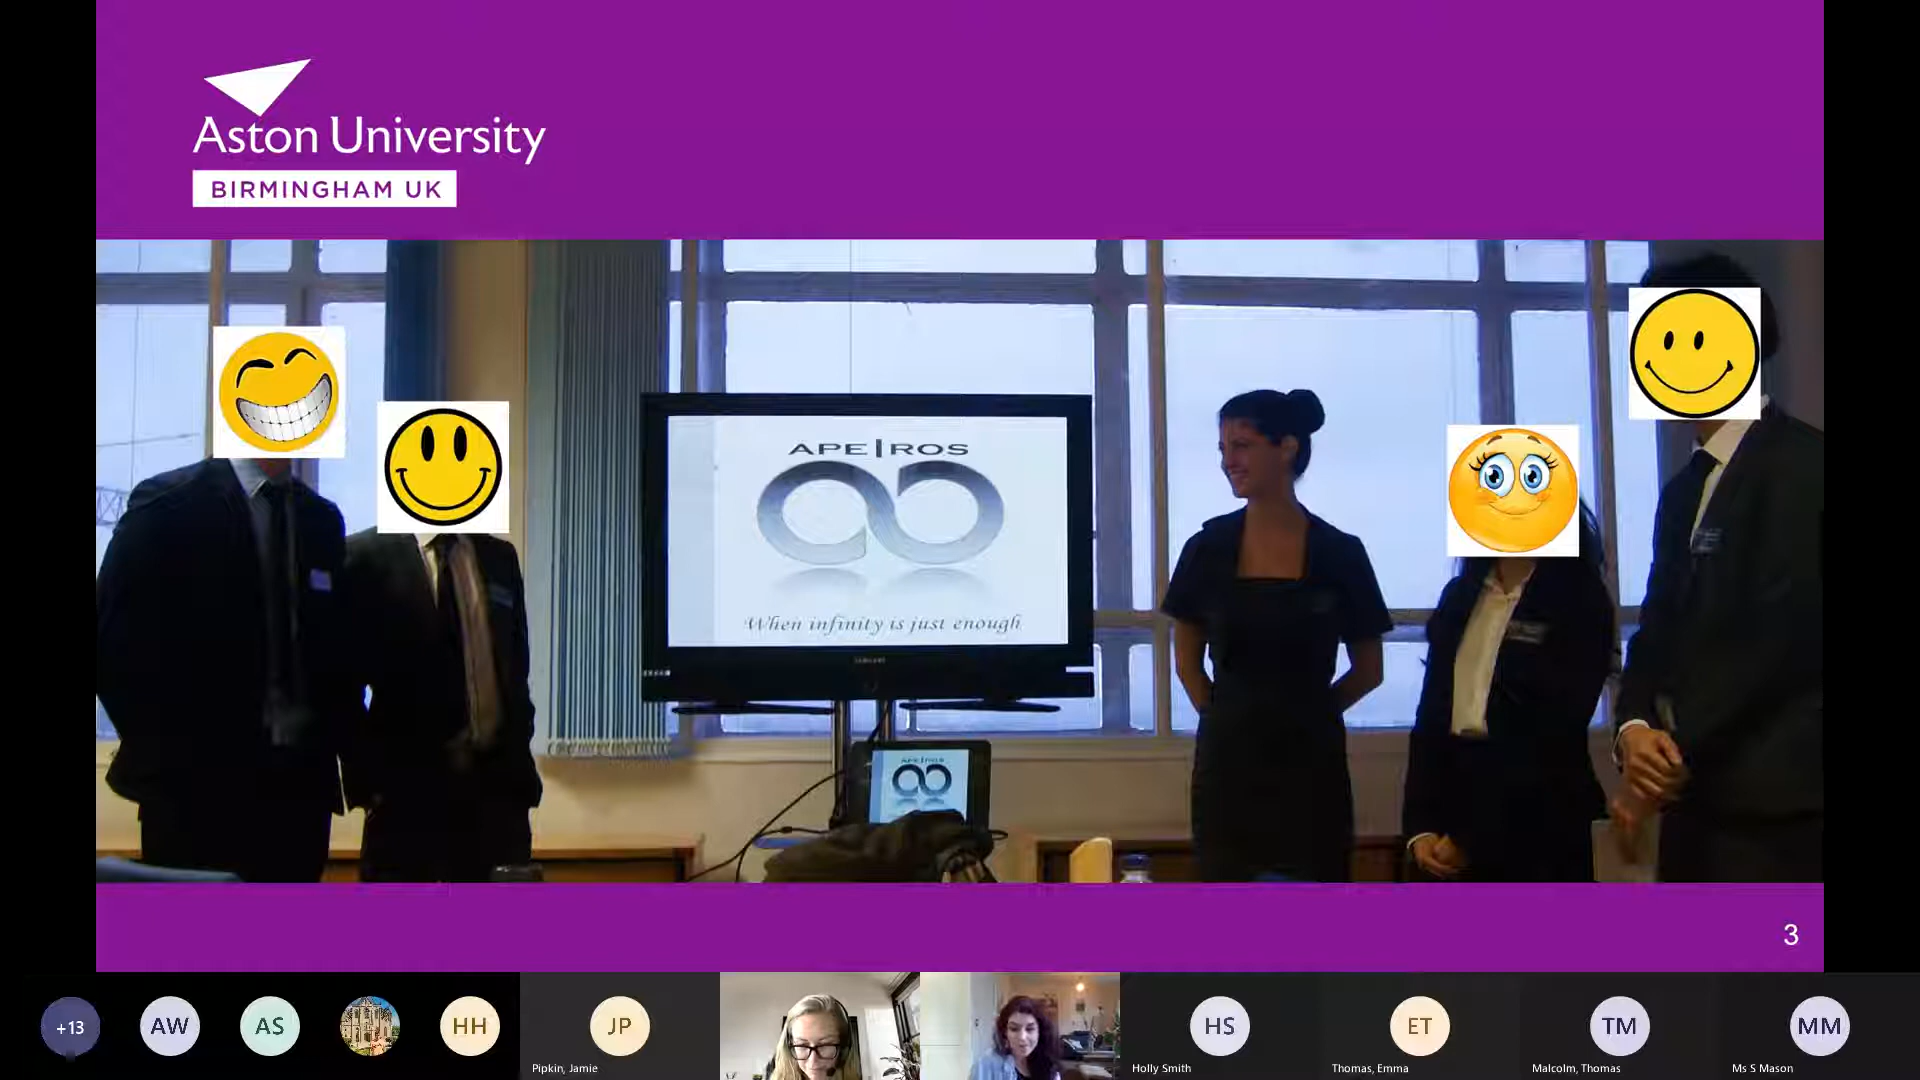 Aston University
BIRMINGHAM UK
APE|ROS
When infinity is just enough
SAMSUNG
3
+13
AW
AS
HH
JP
HS
ET
TM
MM
Pipkin, Jamie
Holly Smith
Thomas, Emma
Malcolm, Thomas
Ms S Mason